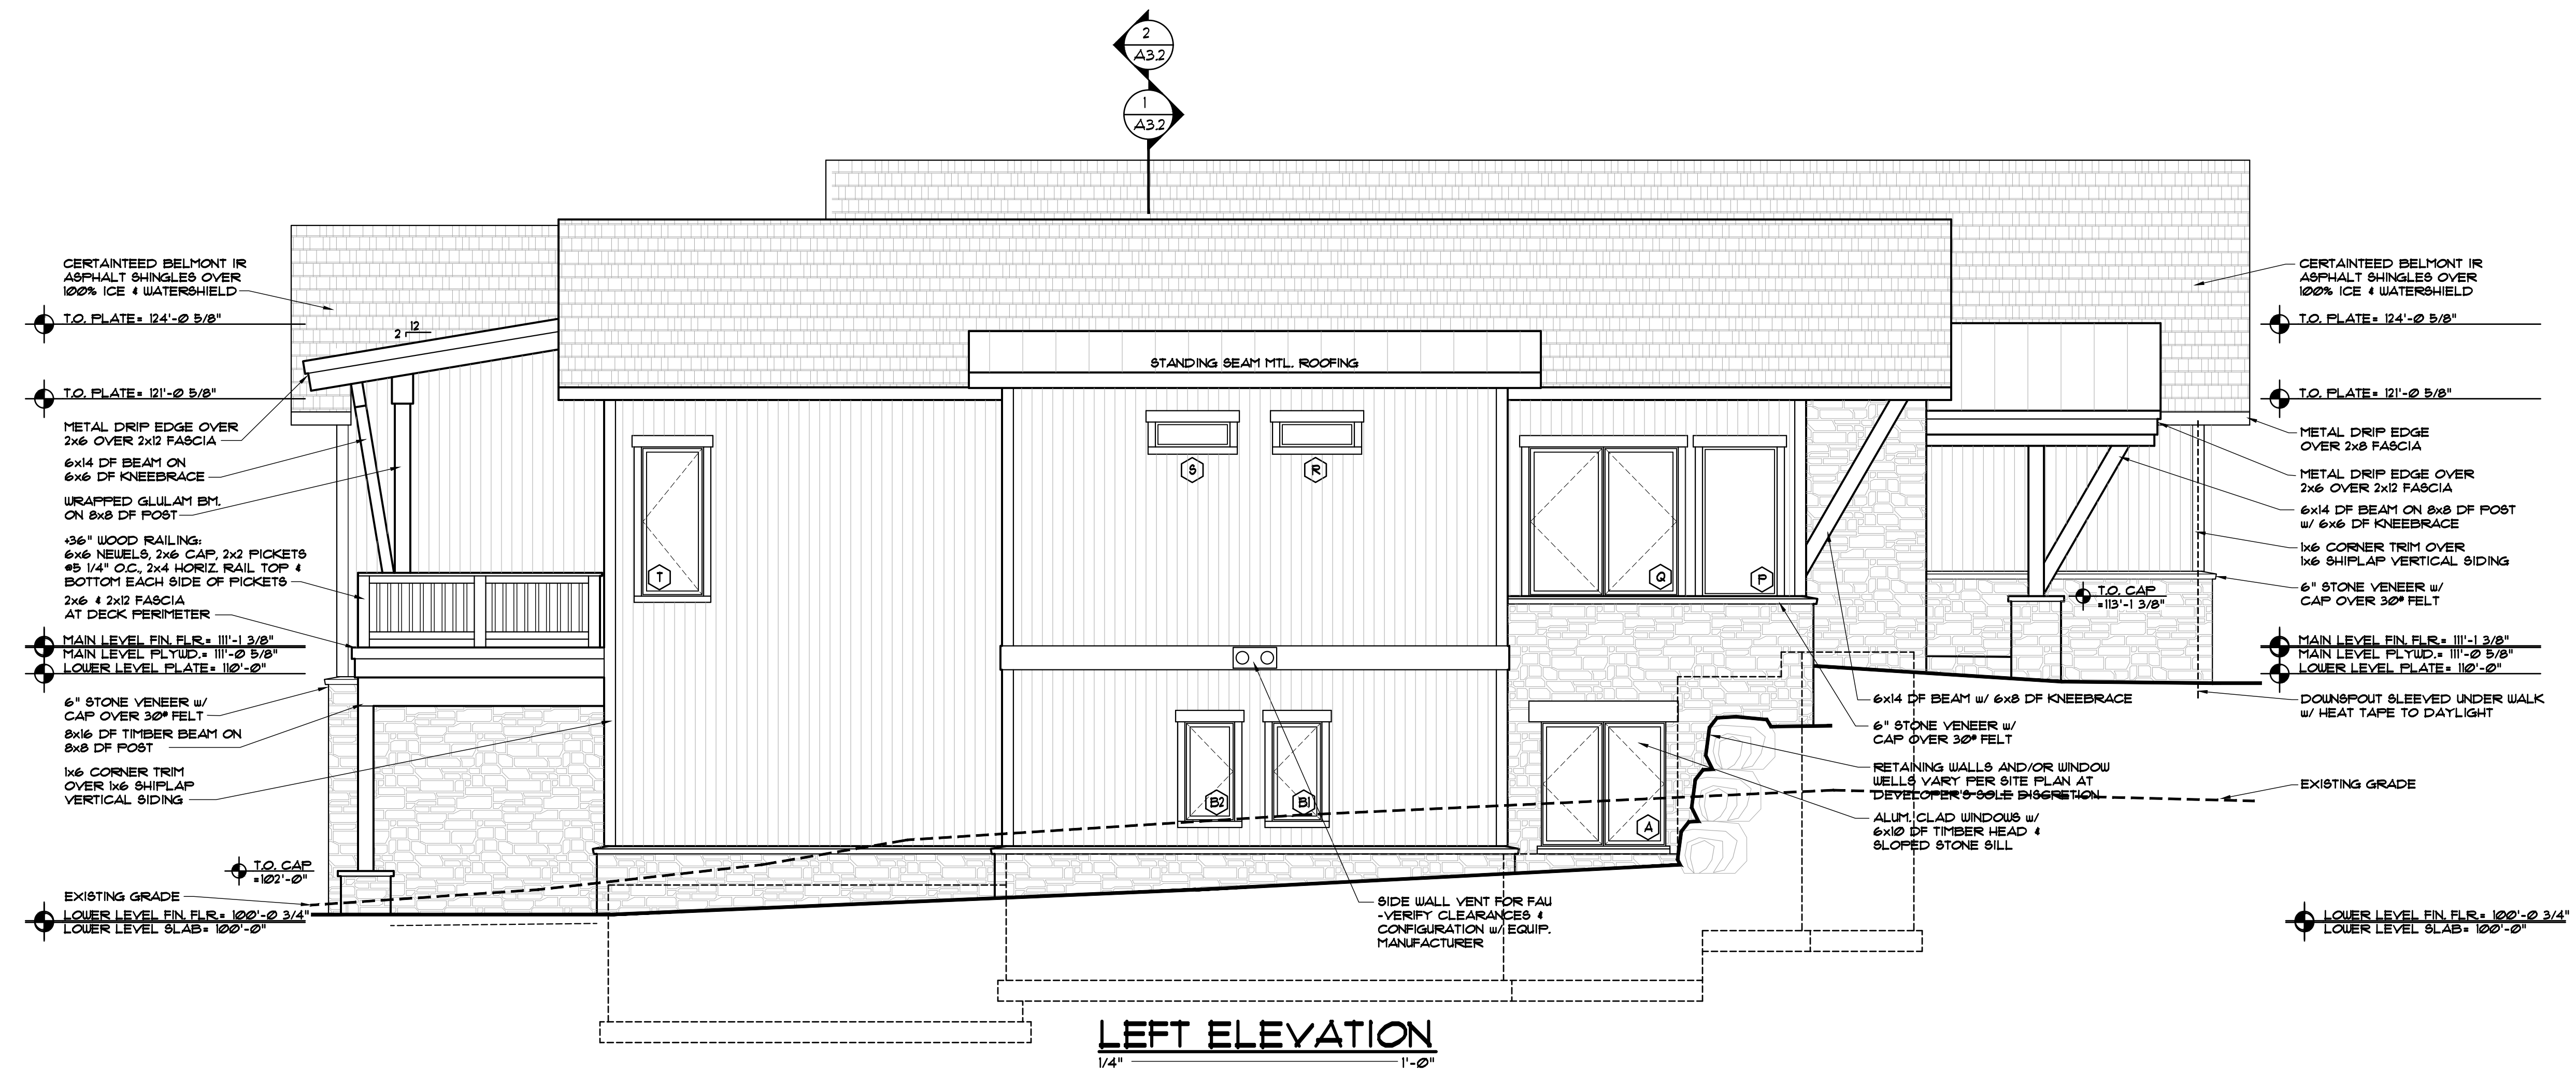 2
A3.2
1
A3.2
CERTAINTEED BELMONT IR
ASPHALT SHINGLES OVER
100% ICE & WATERSHIELD
T.O. PLATE= 124'-0 5/8"
12
2
T.O. PLATE= 121'-0 5/8"
METAL DRIP EDGE OVER
2x6 OVER 2x12 FASCIA
6x14 DF BEAM ON
6x6 DF KNEEBRACE
WRAPPED GLULAM BM.
ON 8x8 DF POST
+36" WOOD RAILING:
6x6 NEWELS, 2x6 CAP, 2x2 PICKETS
@5 1/4" O.C., 2x4 HORIZ. RAIL TOP &
BOTTOM EACH SIDE OF PICKETS
2x6 & 2x12 FASCIA
AT DECK PERIMETER
MAIN LEVEL FIN. FLR.= 111'-1 3/8"
MAIN LEVEL PLYWD.= 111'-0 5/8"
LOWER LEVEL PLATE= 110'-0"
6" STONE VENEER w/
CAP OVER 30# FELT
8x16 DF TIMBER BEAM ON
8x8 DF POST
1x6 CORNER TRIM
OVER 1x6 SHIPLAP
VERTICAL SIDING
T.O. CAP
=102'-0"
EXISTING GRADE
LOWER LEVEL FIN. FLR.= 100'-0 3/4"
LOWER LEVEL SLAB= 100'-0"
STANDING SEAM MTL. ROOFING
S
R
T
Q
P
B2
B1
A
SIDE WALL VENT FOR FAU
-VERIFY CLEARANCES &
CONFIGURATION w/ EQUIP.
MANUFACTURER
6x14 DF BEAM w/ 6x8 DF KNEEBRACE
6" STONE VENEER w/
CAP OVER 30# FELT
RETAINING WALLS AND/OR WINDOW
WELLS VARY PER SITE PLAN AT
DEVELOPER'S SOLE DISCRETION
ALUM. CLAD WINDOWS w/
6x10 DF TIMBER HEAD &
SLOPED STONE SILL
T.O. CAP
=113'-1 3/8"
CERTAINTEED BELMONT IR
ASPHALT SHINGLES OVER
100% ICE & WATERSHIELD
T.O. PLATE= 124'-0 5/8"
T.O. PLATE= 121'-0 5/8"
METAL DRIP EDGE
OVER 2x8 FASCIA
METAL DRIP EDGE OVER
2x6 OVER 2x12 FASCIA
6x14 DF BEAM ON 8x8 DF POST
w/ 6x6 DF KNEEBRACE
1x6 CORNER TRIM OVER
1x6 SHIPLAP VERTICAL SIDING
6" STONE VENEER w/
CAP OVER 30# FELT
MAIN LEVEL FIN. FLR.= 111'-1 3/8"
MAIN LEVEL PLYWD.= 111'-0 5/8"
LOWER LEVEL PLATE= 110'-0"
DOWNSPOUT SLEEVED UNDER WALK
w/ HEAT TAPE TO DAYLIGHT
EXISTING GRADE
LOWER LEVEL FIN. FLR.= 100'-0 3/4"
LOWER LEVEL SLAB= 100'-0"
LEFT ELEVATION
1/4" 1'-0"